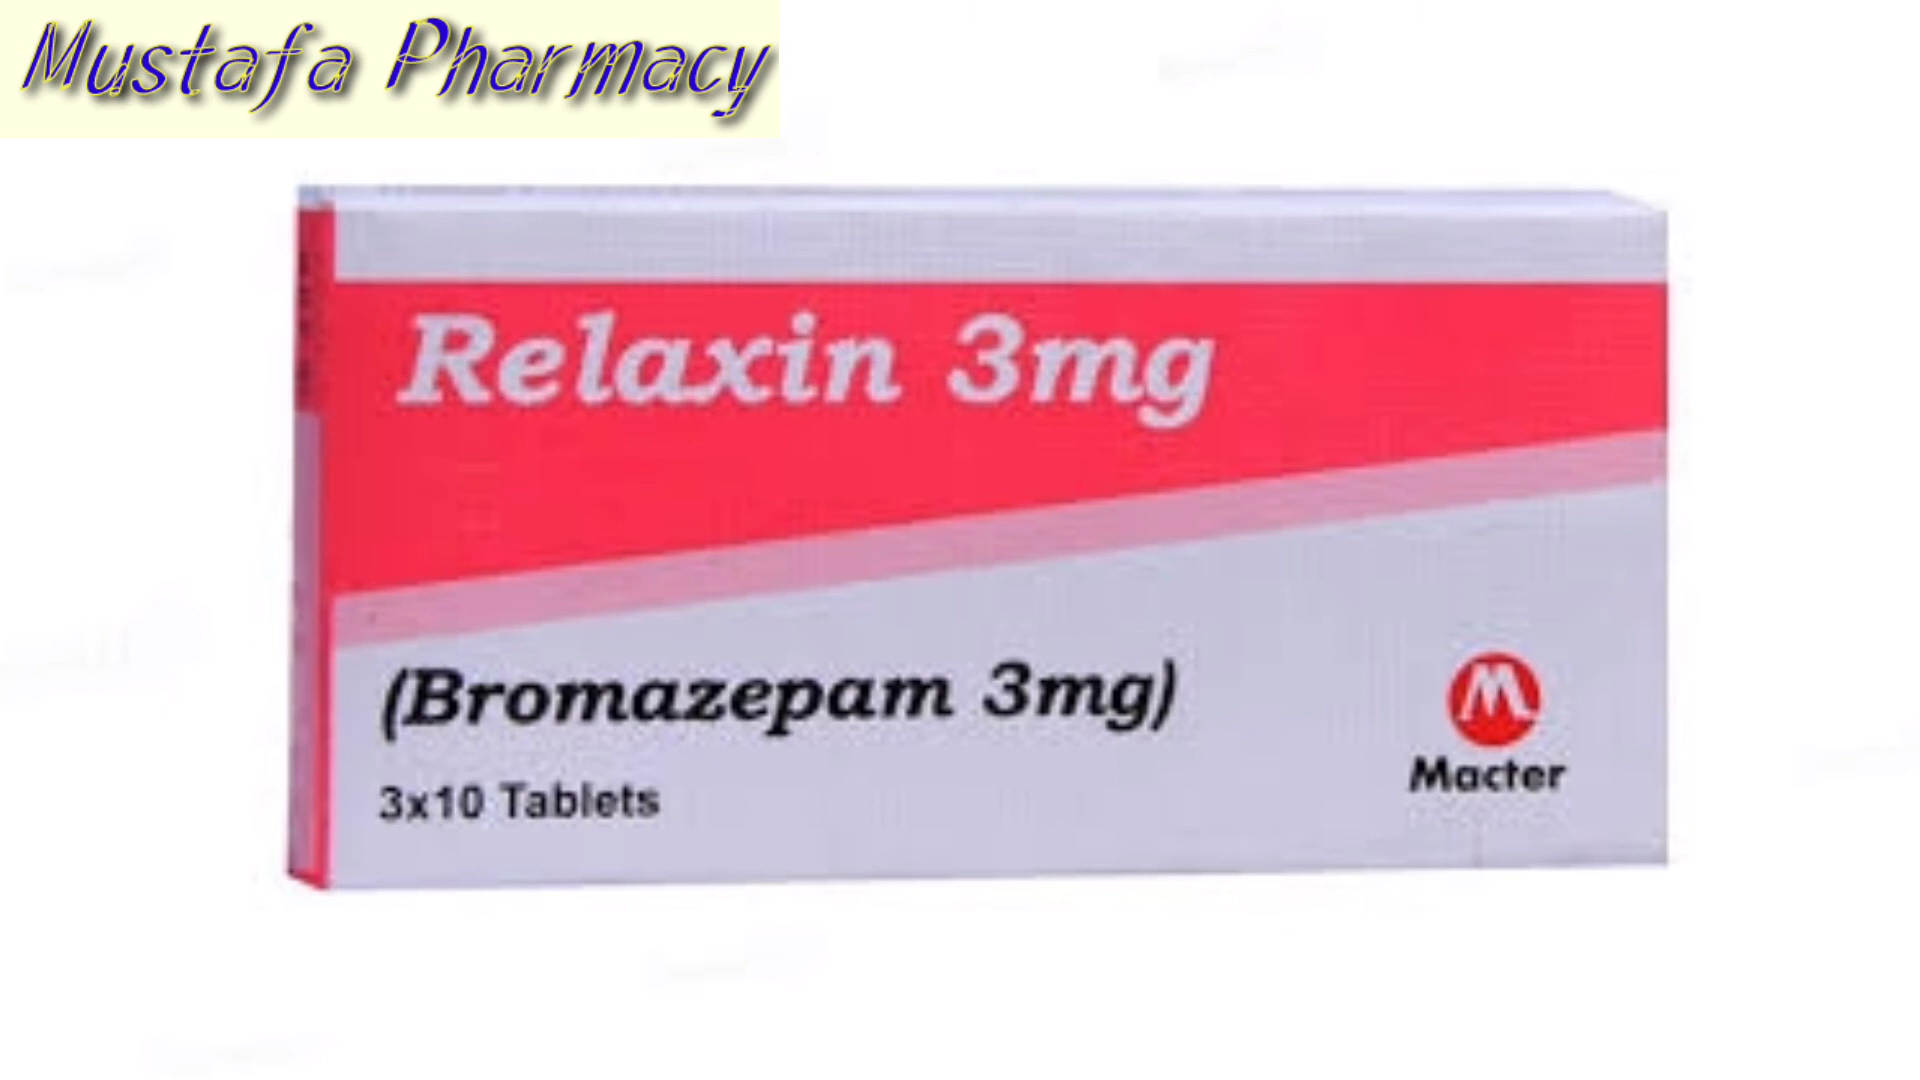 Mustafa Pharmacy
Relaxin 3mg
(Bromazepam 3mg)
3x10 Tablets
Macter